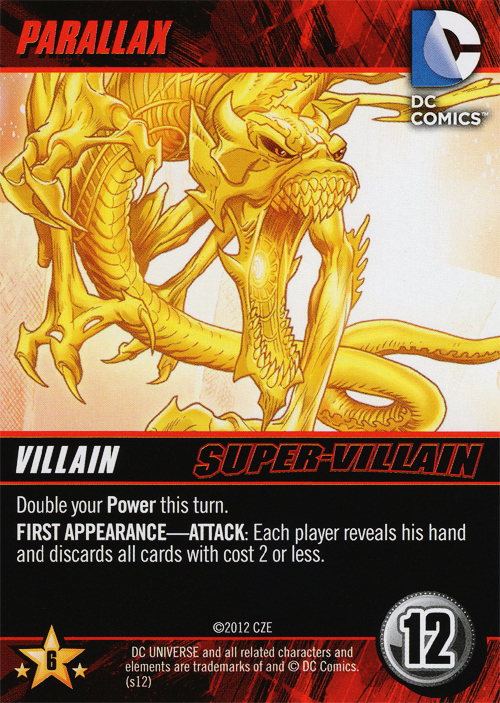 PARALLAX
DC
COMICS™
VILLAIN
SUPER-VILLAIN
Double your Power this turn.
FIRST APPEARANCE—ATTACK: Each player reveals his hand
and discards all cards with cost 2 or less.
©2012 CZE
6
DC UNIVERSE and all related characters and
elements are trademarks of and © DC Comics.
(s12)
12